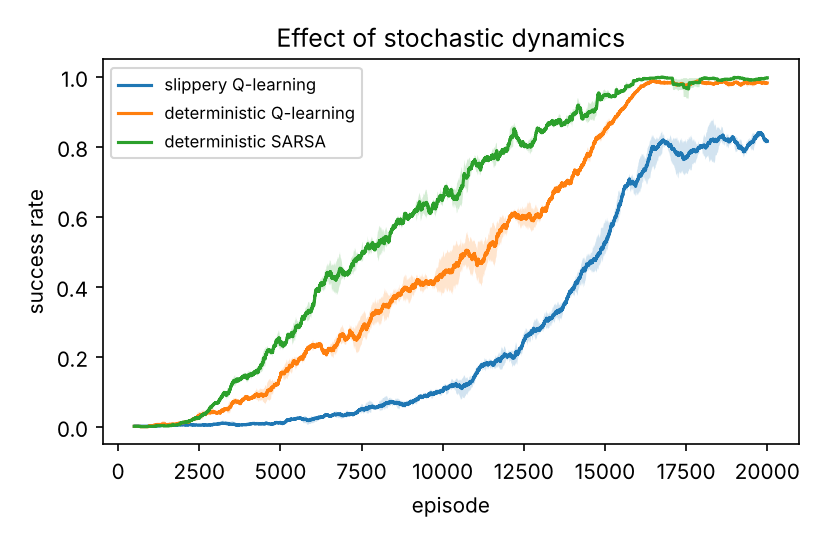 Effect of stochastic dynamics
slippery Q-learning
deterministic Q-learning
deterministic SARSA
success rate
1.0
0.8
0.6
0.4
0.2
0.0
0 2500 5000 7500 10000 12500 15000 17500 20000
episode